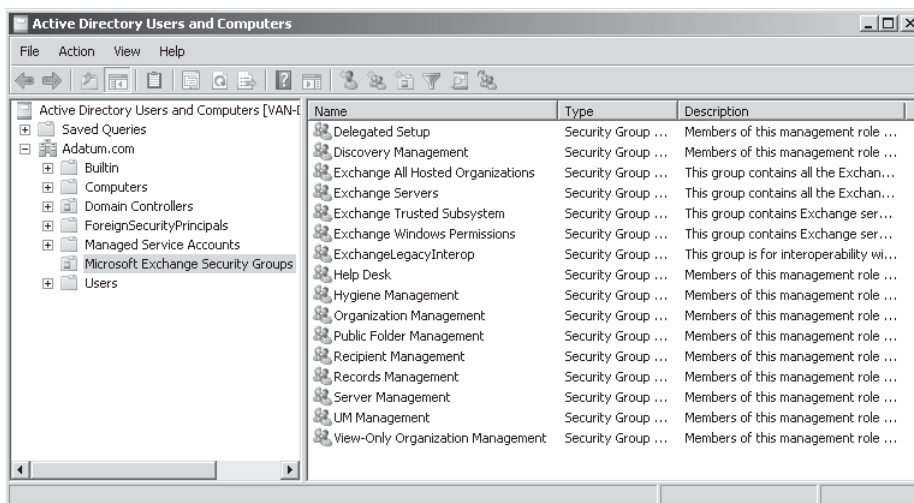 Active Directory Users and Computers
File Action View Help
Active Directory Users and Computers [VAN-D
Saved Queries
Adatum.com
Builtin
Computers
Domain Controllers
ForeignSecurityPrincipals
Managed Service Accounts
Microsoft Exchange Security Groups
Users
Name Type Description
Delegated Setup Security Group ... Members of this management role ...
Discovery Management Security Group ... Members of this management role ...
Exchange All Hosted Organizations Security Group ... This group contains all the Exchan...
Exchange Servers Security Group ... This group contains all the Exchan...
Exchange Trusted Subsystem Security Group ... This group contains Exchange ser...
Exchange Windows Permissions Security Group ... This group contains Exchange ser...
ExchangeLegacyInterop Security Group ... This group is for interoperability wi...
Help Desk Security Group ... Members of this management role ...
Hygiene Management Security Group ... Members of this management role ...
Organization Management Security Group ... Members of this management role ...
Public Folder Management Security Group ... Members of this management role ...
Recipient Management Security Group ... Members of this management role ...
Records Management Security Group ... Members of this management role ...
Server Management Security Group ... Members of this management role ...
UM Management Security Group ... Members of this management role ...
View-Only Organization Management Security Group ... Members of this management role ...